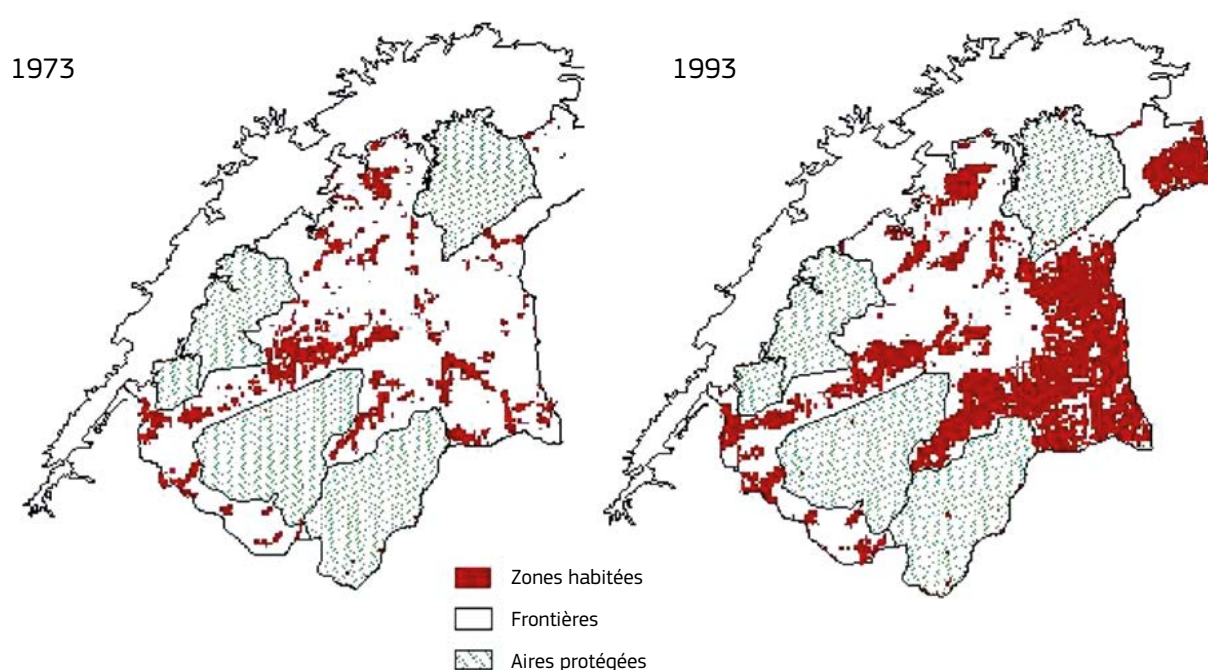 1973
1993
Zones habitées
Frontières
Aires protégées